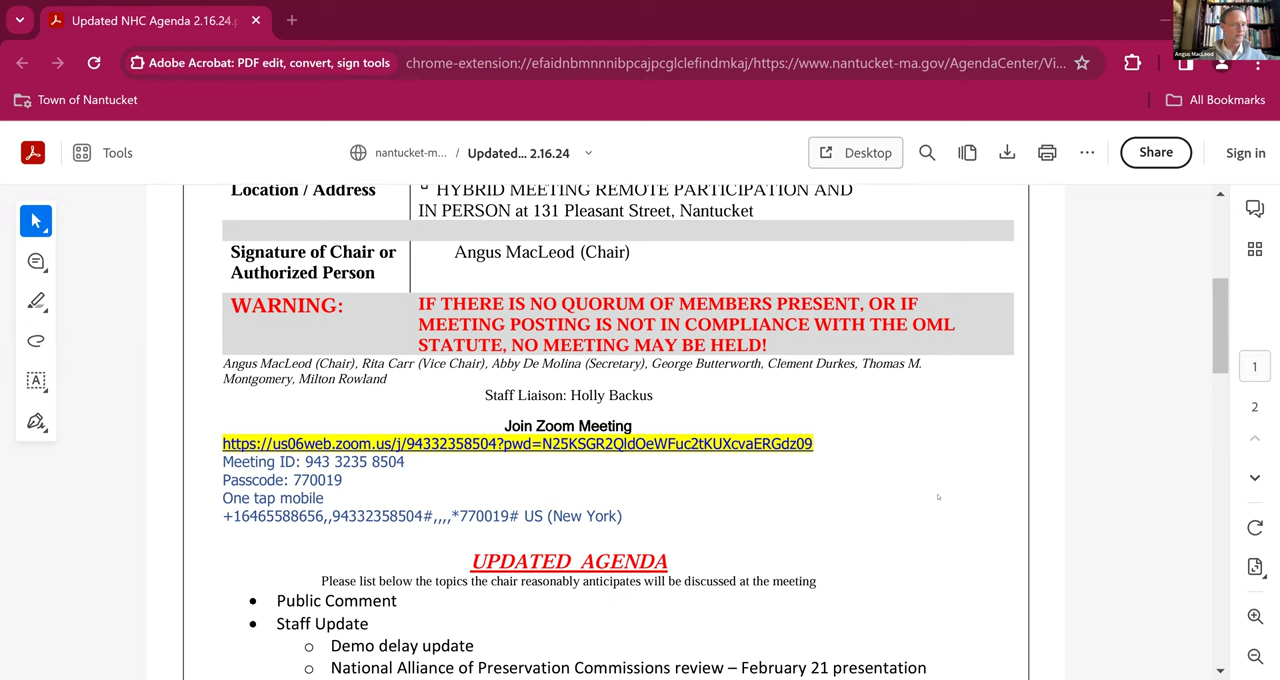 Updated NHC Agenda 2.16.24.
Angus MacLeod
Adobe Acrobat: PDF edit, convert, sign tools
chrome-extension://efaidnbmnnnibpcajpcglclefindmkaj/https://www.nantucket-ma.gov/AgendaCenter/Vi...
Town of Nantucket
All Bookmarks
Tools
nantucket-m... / Updated... 2.16.24
Desktop
Share
Sign in
Location / Address
HYBRID MEETING REMOTE PARTICIPATION AND
IN PERSON at 131 Pleasant Street, Nantucket
Signature of Chair or
Authorized Person
Angus MacLeod (Chair)
WARNING:
IF THERE IS NO QUORUM OF MEMBERS PRESENT, OR IF
MEETING POSTING IS NOT IN COMPLIANCE WITH THE OML
STATUTE, NO MEETING MAY BE HELD!
Angus MacLeod (Chair), Rita Carr (Vice Chair), Abby De Molina (Secretary), George Butterworth, Clement Durkes, Thomas M.
Montgomery, Milton Rowland
Staff Liaison: Holly Backus
Join Zoom Meeting
https://us06web.zoom.us/j/94332358504?pwd=N25KSGR2QldOeWFuc2tKUXcvaERGdz09
Meeting ID: 943 3235 8504
Passcode: 770019
One tap mobile
+16465588656,,94332358504#,,,,*770019# US (New York)
UPDATED AGENDA
Please list below the topics the chair reasonably anticipates will be discussed at the meeting
• Public Comment
• Staff Update
o Demo delay update
o National Alliance of Preservation Commissions review – February 21 presentation
1
2